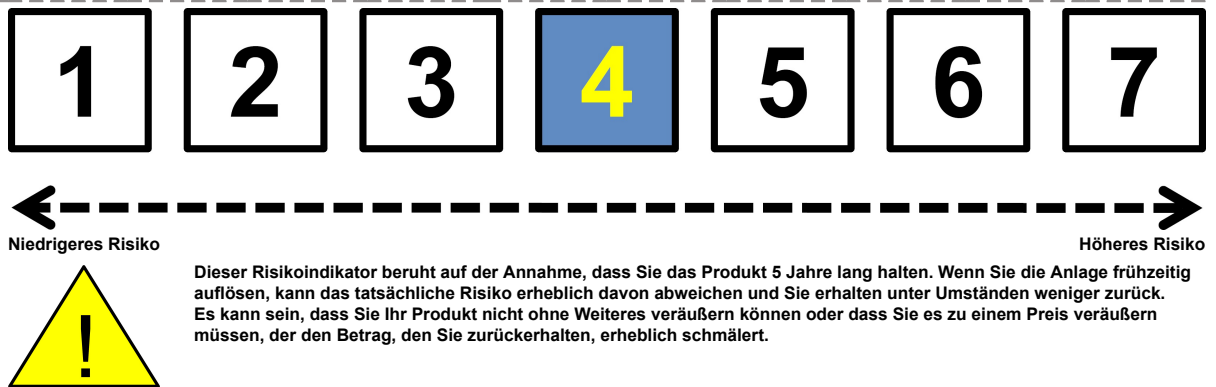 1 2 3 4 5 6 7
Niedrigeres Risiko Höheres Risiko
!
Dieser Risikoindikator beruht auf der Annahme, dass Sie das Produkt 5 Jahre lang halten. Wenn Sie die Anlage frühzeitig
auflösen, kann das tatsächliche Risiko erheblich davon abweichen und Sie erhalten unter Umständen weniger zurück.
Es kann sein, dass Sie Ihr Produkt nicht ohne Weiteres veräußern können oder dass Sie es zu einem Preis veräußern
müssen, der den Betrag, den Sie zurückerhalten, erheblich schmälert.